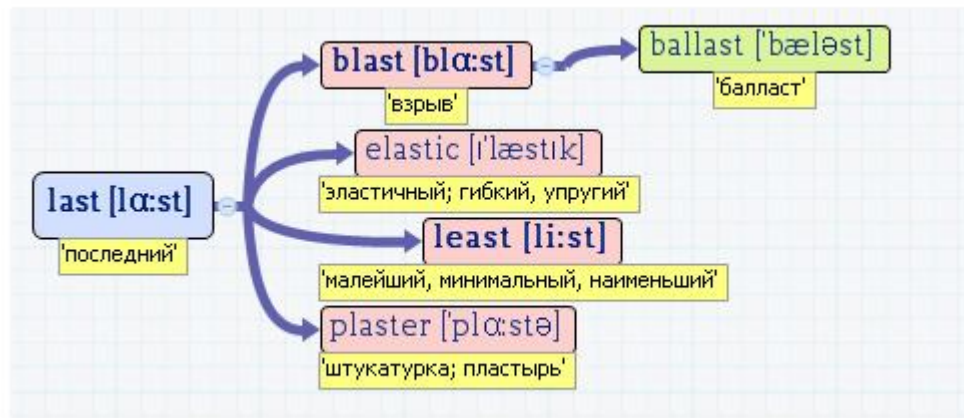 blast [blɑ:st]
'взрыв'
ballast ['bæləst]
'балласт'
elastic [ı'læstık]
'эластичный; гибкий, упругий'
last [lɑ:st]
'последний'
least [li:st]
'малейший, минимальный, наименьший'
plaster ['plɑ:stə]
'штукатурка; пластырь'